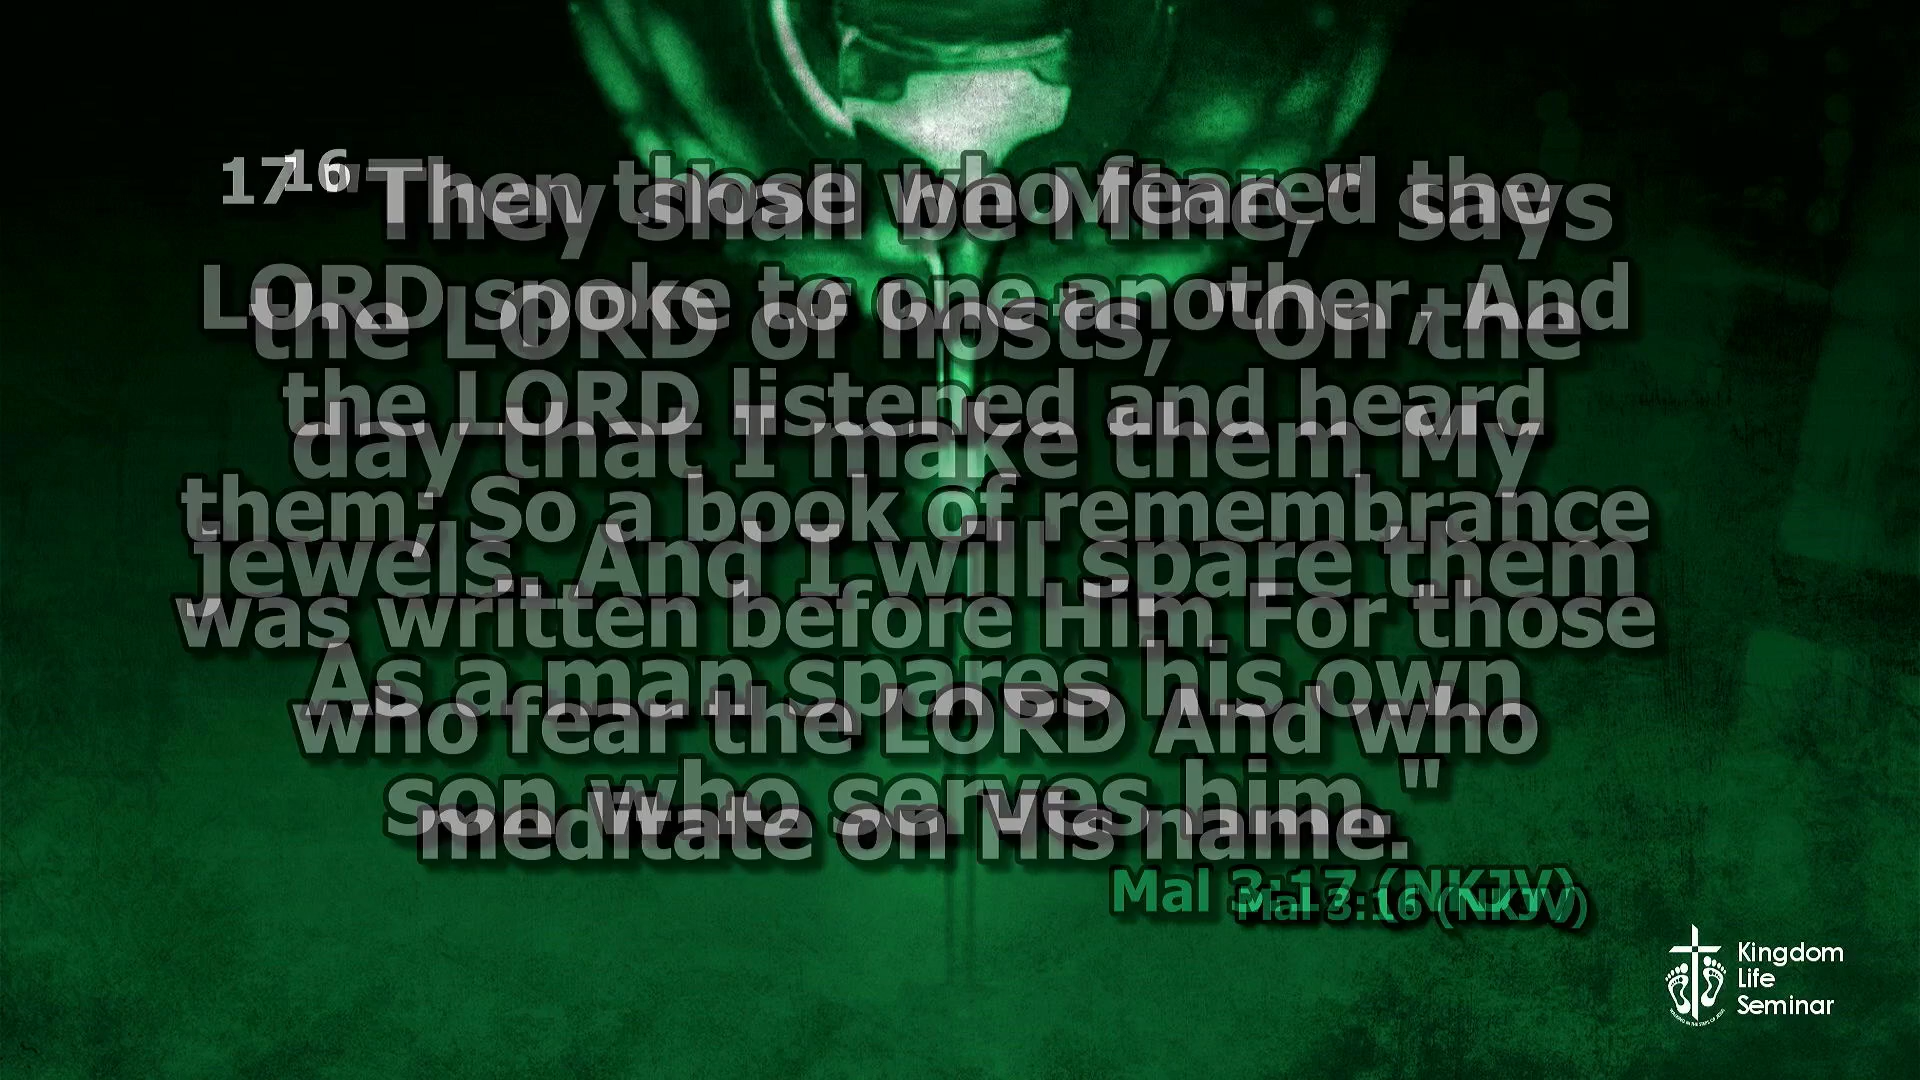 16 Then those who feared the
LORD spoke to one another, And
the LORD listened and heard
them; So a book of remembrance
was written before Him For those
who fear the LORD And who
meditate on His name.
Mal 3:16 (NKJV)
17 "They shall be Mine," says
the LORD of hosts, "On the
day that I make them My
jewels. And I will spare them
As a man spares his own
son who serves him."
Mal 3:17 (NKJV)
Kingdom
Life
Seminar